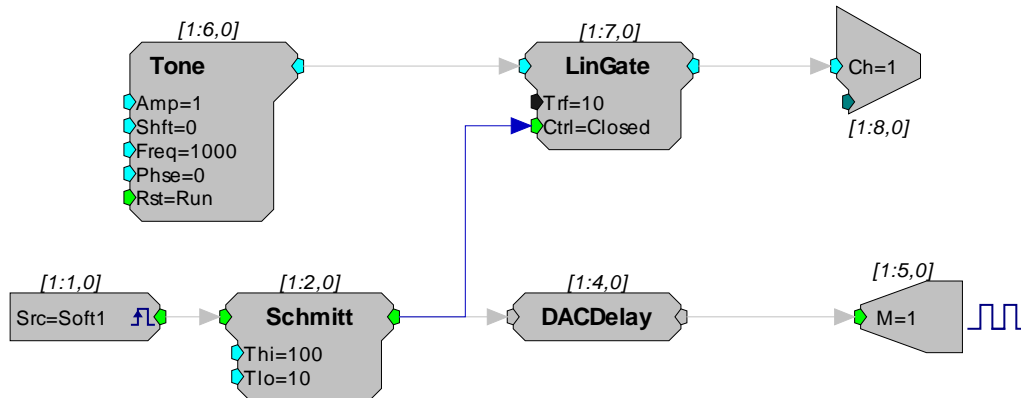 [1:6,0]
Tone
Amp=1
Shft=0
Freq=1000
Phse=0
Rst=Run
[1:7,0]
LinGate
Trf=10
Ctrl=Closed
Ch=1
[1:8,0]
[1:1,0]
Src=Soft1
[1:2,0]
Schmitt
Thi=100
Tlo=10
[1:4,0]
DACDelay
[1:5,0]
M=1